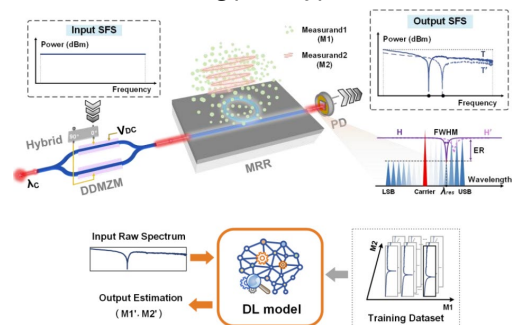 Input SFS
Power (dBm)
Frequency
Measurand1
(M1)
Measurand2
(M2)
Output SFS
Power (dBm)
T
T'
Frequency
Hybrid
90°
0°
VDC
λC
DDMZM
MRR
PD
H
FWHM
H'
ER
Wavelength
LSB
Carrier
λres
USB
Input Raw Spectrum
Output Estimation
(M1', M2')
DL model
M2
M1
Training Dataset